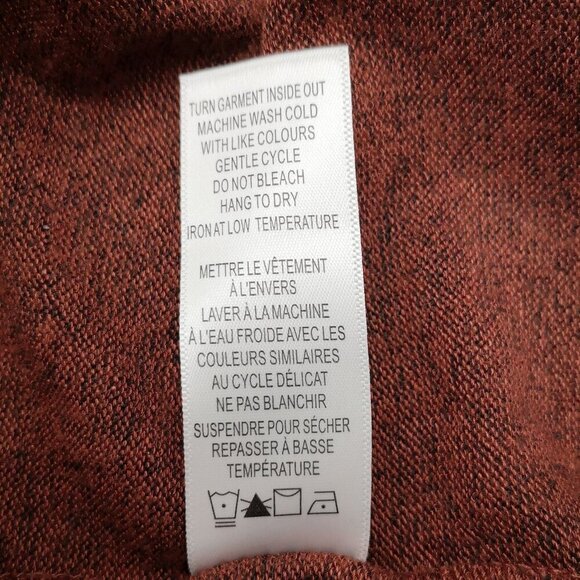 TURN GARMENT INSIDE OUT
MACHINE WASH COLD
WITH LIKE COLOURS
GENTLE CYCLE
DO NOT BLEACH
HANG TO DRY
IRON AT LOW TEMPERATURE
METTRE LE VÊTEMENT
À L'ENVERS
LAVER À LA MACHINE
À L'EAU FROIDE AVEC LES
COULEURS SIMILAIRES
AU CYCLE DÉLICAT
NE PAS BLANCHIR
SUSPENDRE POUR SÉCHER
REPASSER À BASSE
TEMPÉRATURE